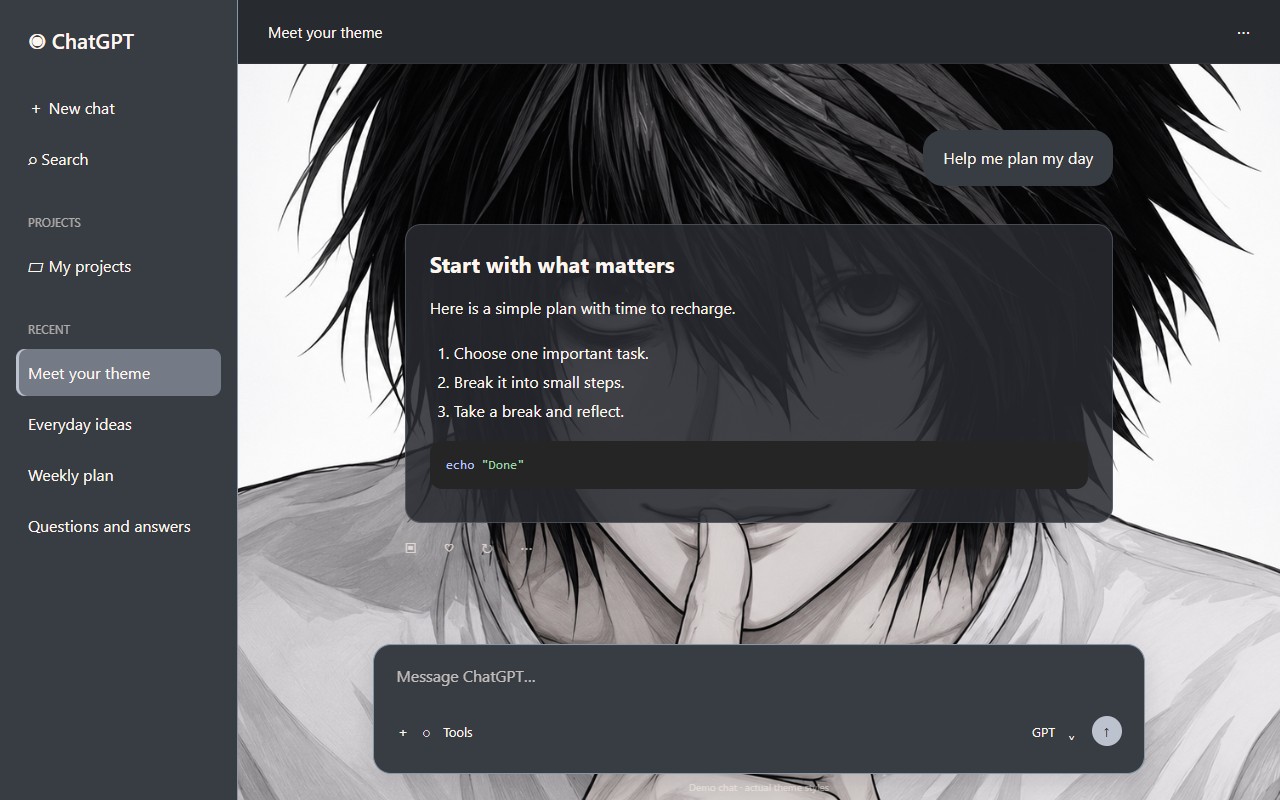 ChatGPT
+ New chat
Search
PROJECTS
My projects
RECENT
Meet your theme
Everyday ideas
Weekly plan
Questions and answers
Meet your theme
...
Help me plan my day
Start with what matters
Here is a simple plan with time to recharge.
1. Choose one important task.
2. Break it into small steps.
3. Take a break and reflect.
echo "Done"
Message ChatGPT...
+ Tools
GPT
Demo chat · actual theme styles